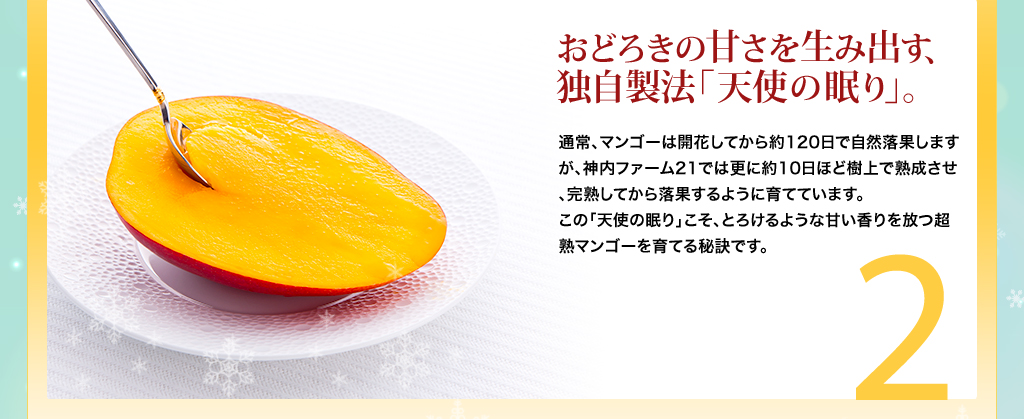 おどろきの甘さを生み出す、
独自製法「天使の眠り」。
通常、マンゴーは開花してから約120日で自然落果します
が、神内ファーム21では更に約10日ほど樹上で熟成させ
、完熟してから落果するように育てています。
この「天使の眠り」こそ、とろけるような甘い香りを放つ超
熟マンゴーを育てる秘訣です。
2